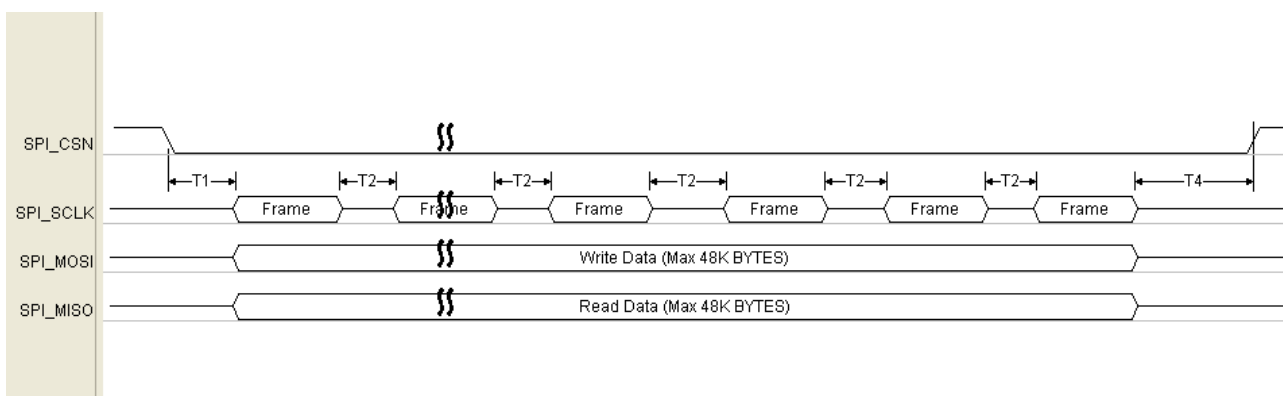 SPI_CSN
T1 T2 T2 T2 T2 T2 T4
SPI_SCLK Frame Frame Frame Frame Frame Frame
SPI_MOSI Write Data (Max 48K BYTES)
SPI_MISO Read Data (Max 48K BYTES)